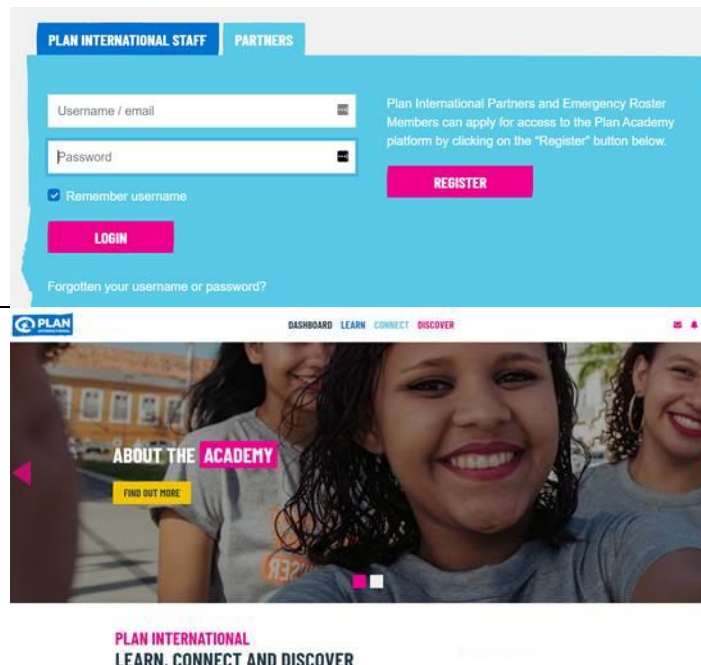 PLAN INTERNATIONAL STAFF PARTNERS
Username / email
Password
Remember username
LOGIN
Forgotten your username or password?
Plan International Partners and Emergency Roster
Members can apply for access to the Plan Academy
platform by clicking on the "Register" button below.
REGISTER
PLAN
DASHBOARD LEARN CONNECT DISCOVER
ABOUT THE ACADEMY
FIND OUT MORE
PLAN INTERNATIONAL
LEARN, CONNECT AND DISCOVER